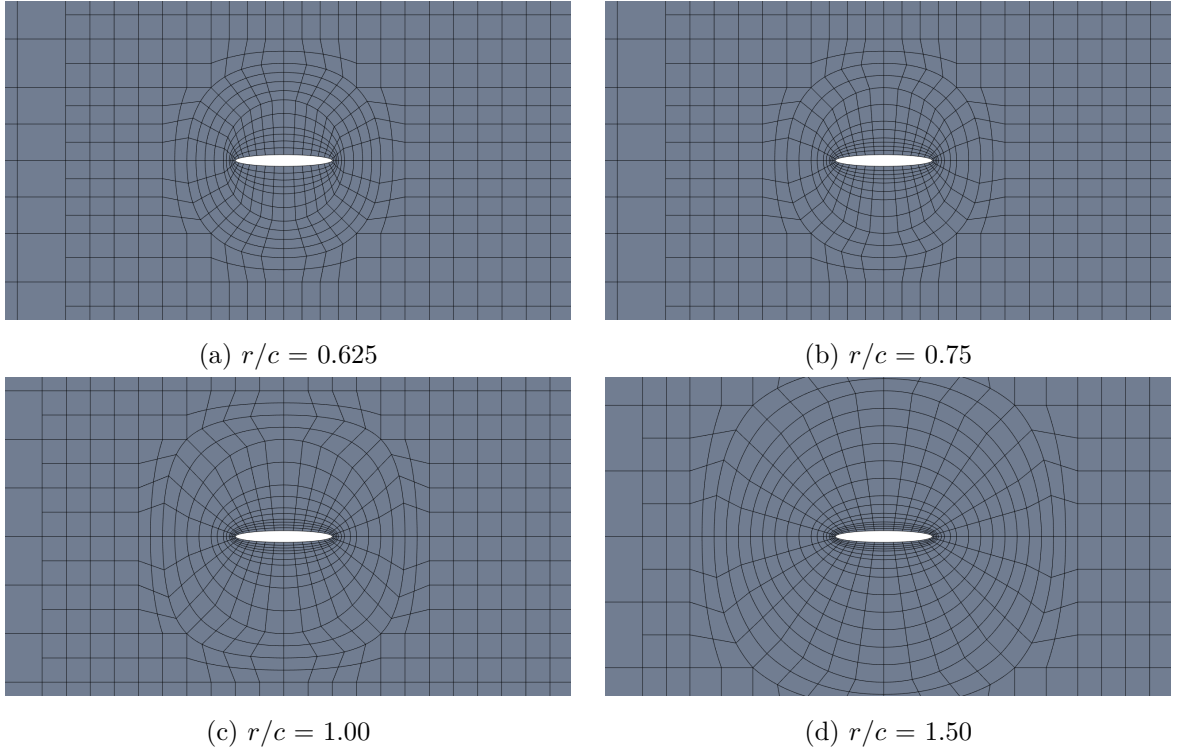 (a) r/c = 0.625
(b) r/c = 0.75
(c) r/c = 1.00
(d) r/c = 1.50